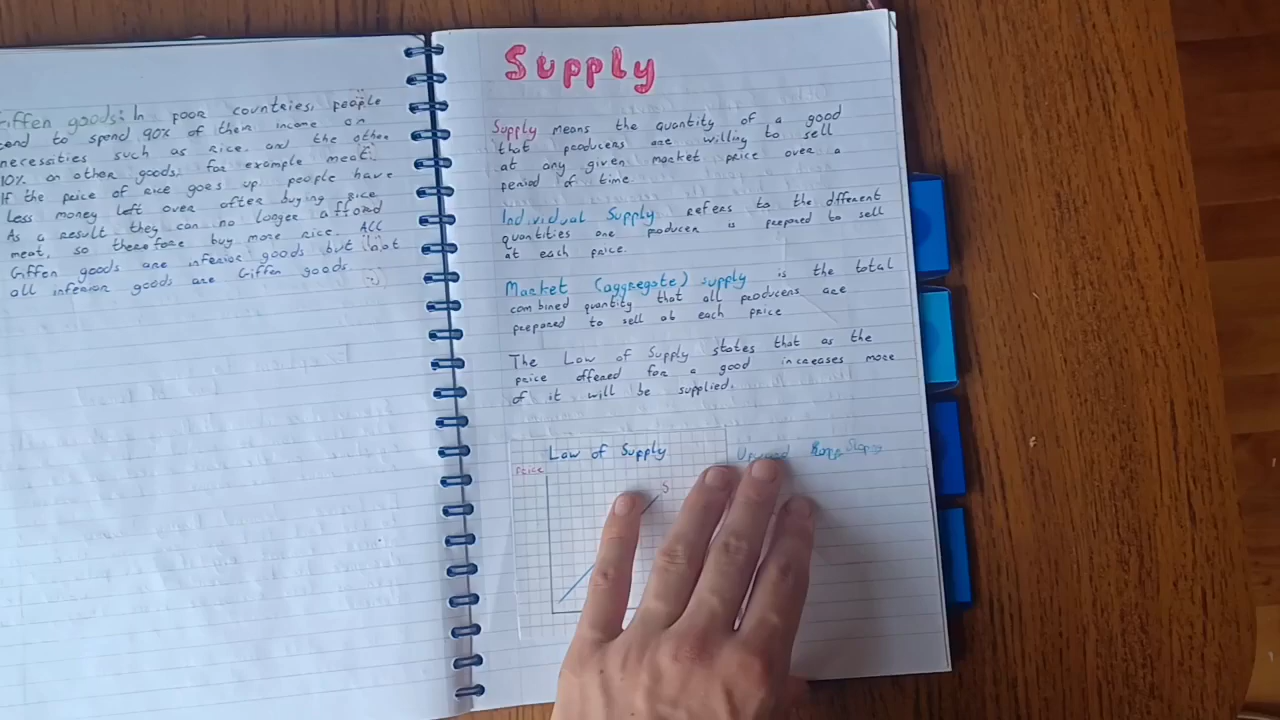 Giffen goods: In poor countries, people
tend to spend 90% of their income on
necessities such as rice and the other
10% on other goods, for example meat.
If the price of rice goes up, people have
less money left over after buying rice.
As a result they can no longer afford
meat, so therefore buy more rice. All
Giffen goods are inferior goods but not
all inferior goods are Giffen goods.
Supply
Supply means the quantity of a good
that producers are willing to sell
at any given market price over a
period of time.
Individual Supply refers to the different
quantities one producer is prepared to sell
at each price.
Market (aggregate) supply is the total
combined quantity that all producers are
prepared to sell at each price
The Law of Supply states that as the
price offered for a good increases more
of it will be supplied.
Law of Supply
Price
S
Upward